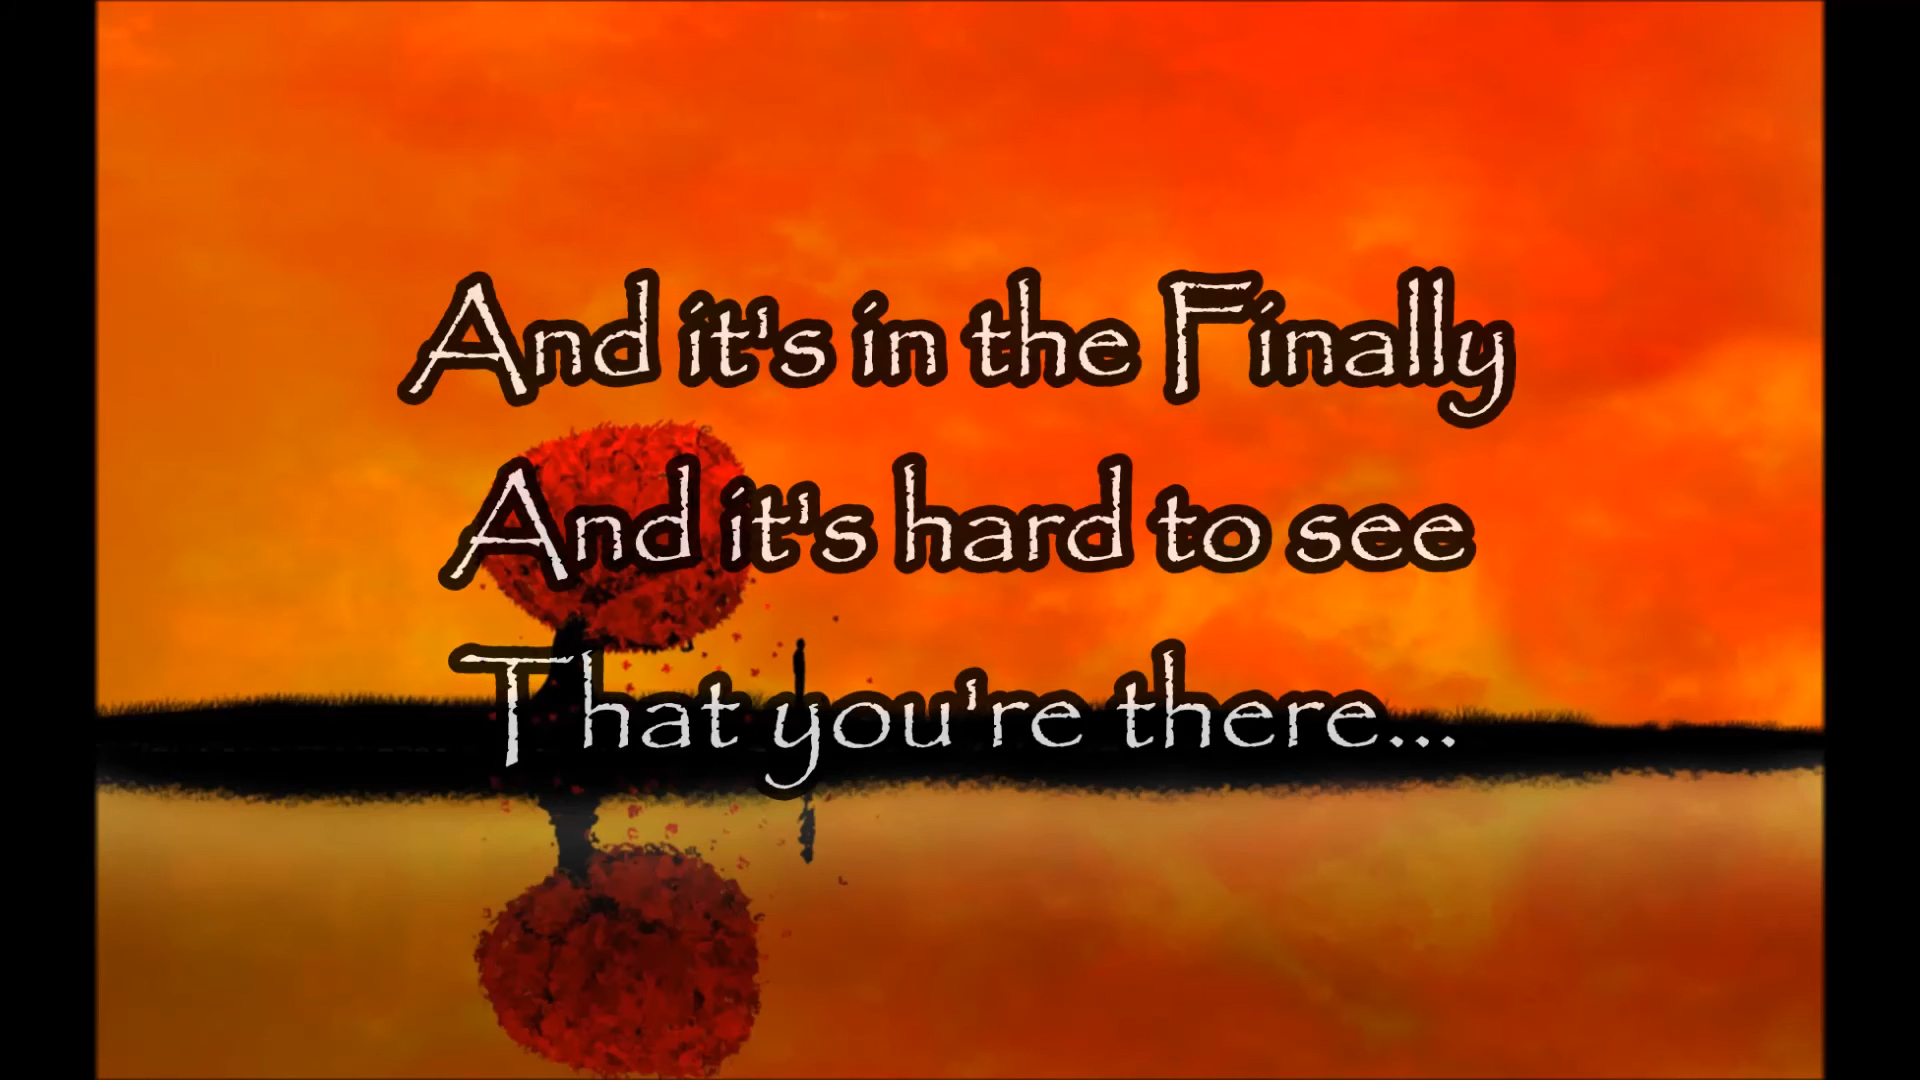 And it's in the Finally
And it's hard to see
That you're there...